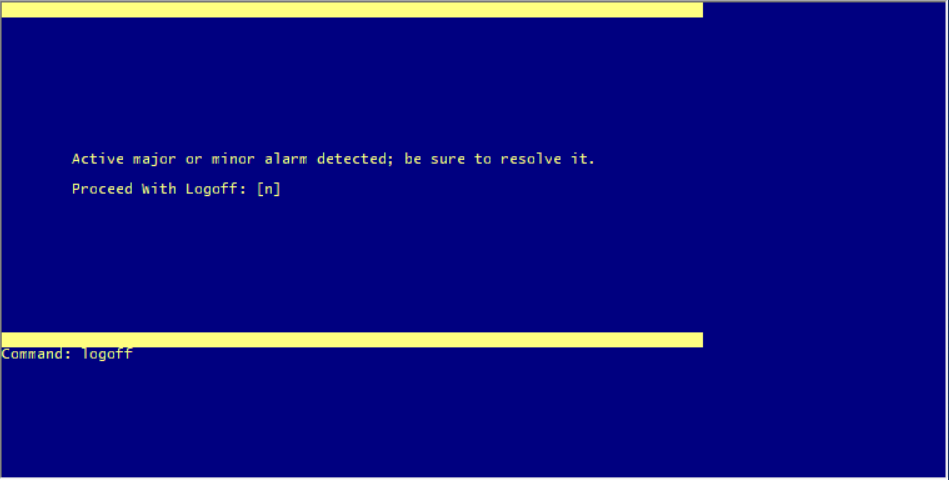 Active major or minor alarm detected; be sure to resolve it.
Proceed With Logoff: [n]
Command: logoff